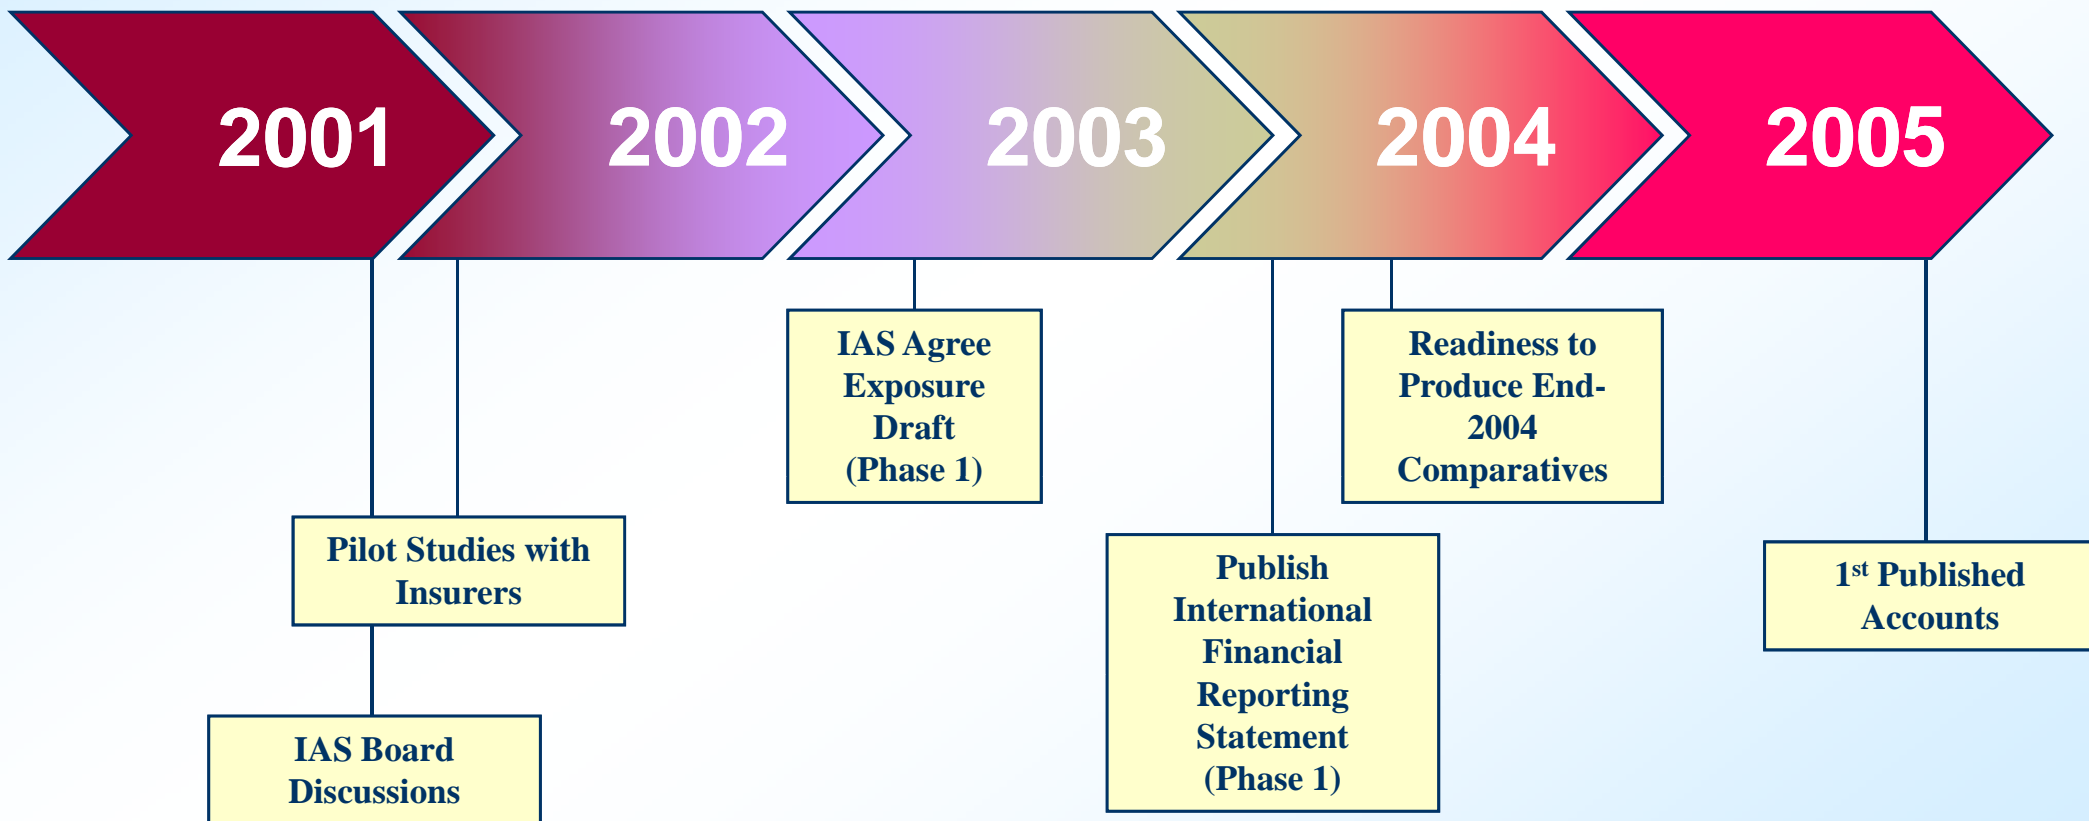 2001
2002
2003
2004
2005
IAS Agree
Exposure
Draft
(Phase 1)
Readiness to
Produce End-
2004
Comparatives
Pilot Studies with
Insurers
Publish
International
Financial
Reporting
Statement
(Phase 1)
1st Published
Accounts
IAS Board
Discussions